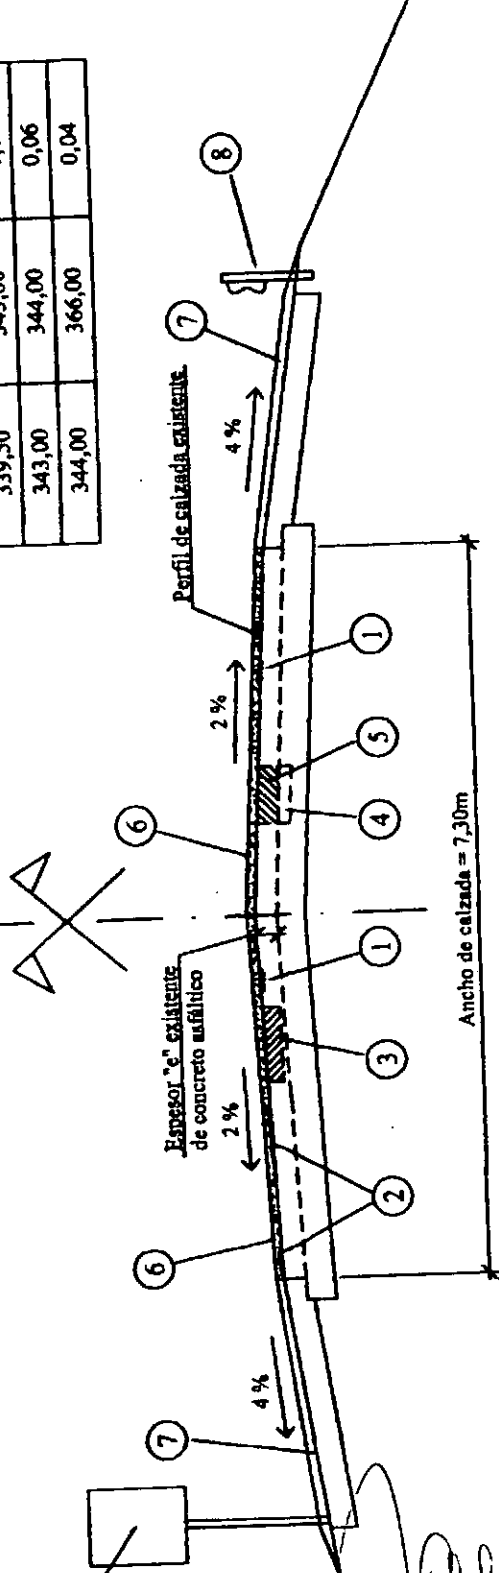 339,50 343,00
343,00 344,00 0,06
344,00 366,00 0,04
Espesor "e" existente
de concreto asfáltico
Perfil de calzada existente
7
4 %
6
2 %
6
2 %
4 %
7
8
2
3
1
4
5
1
Ancho de calzada = 7,30m